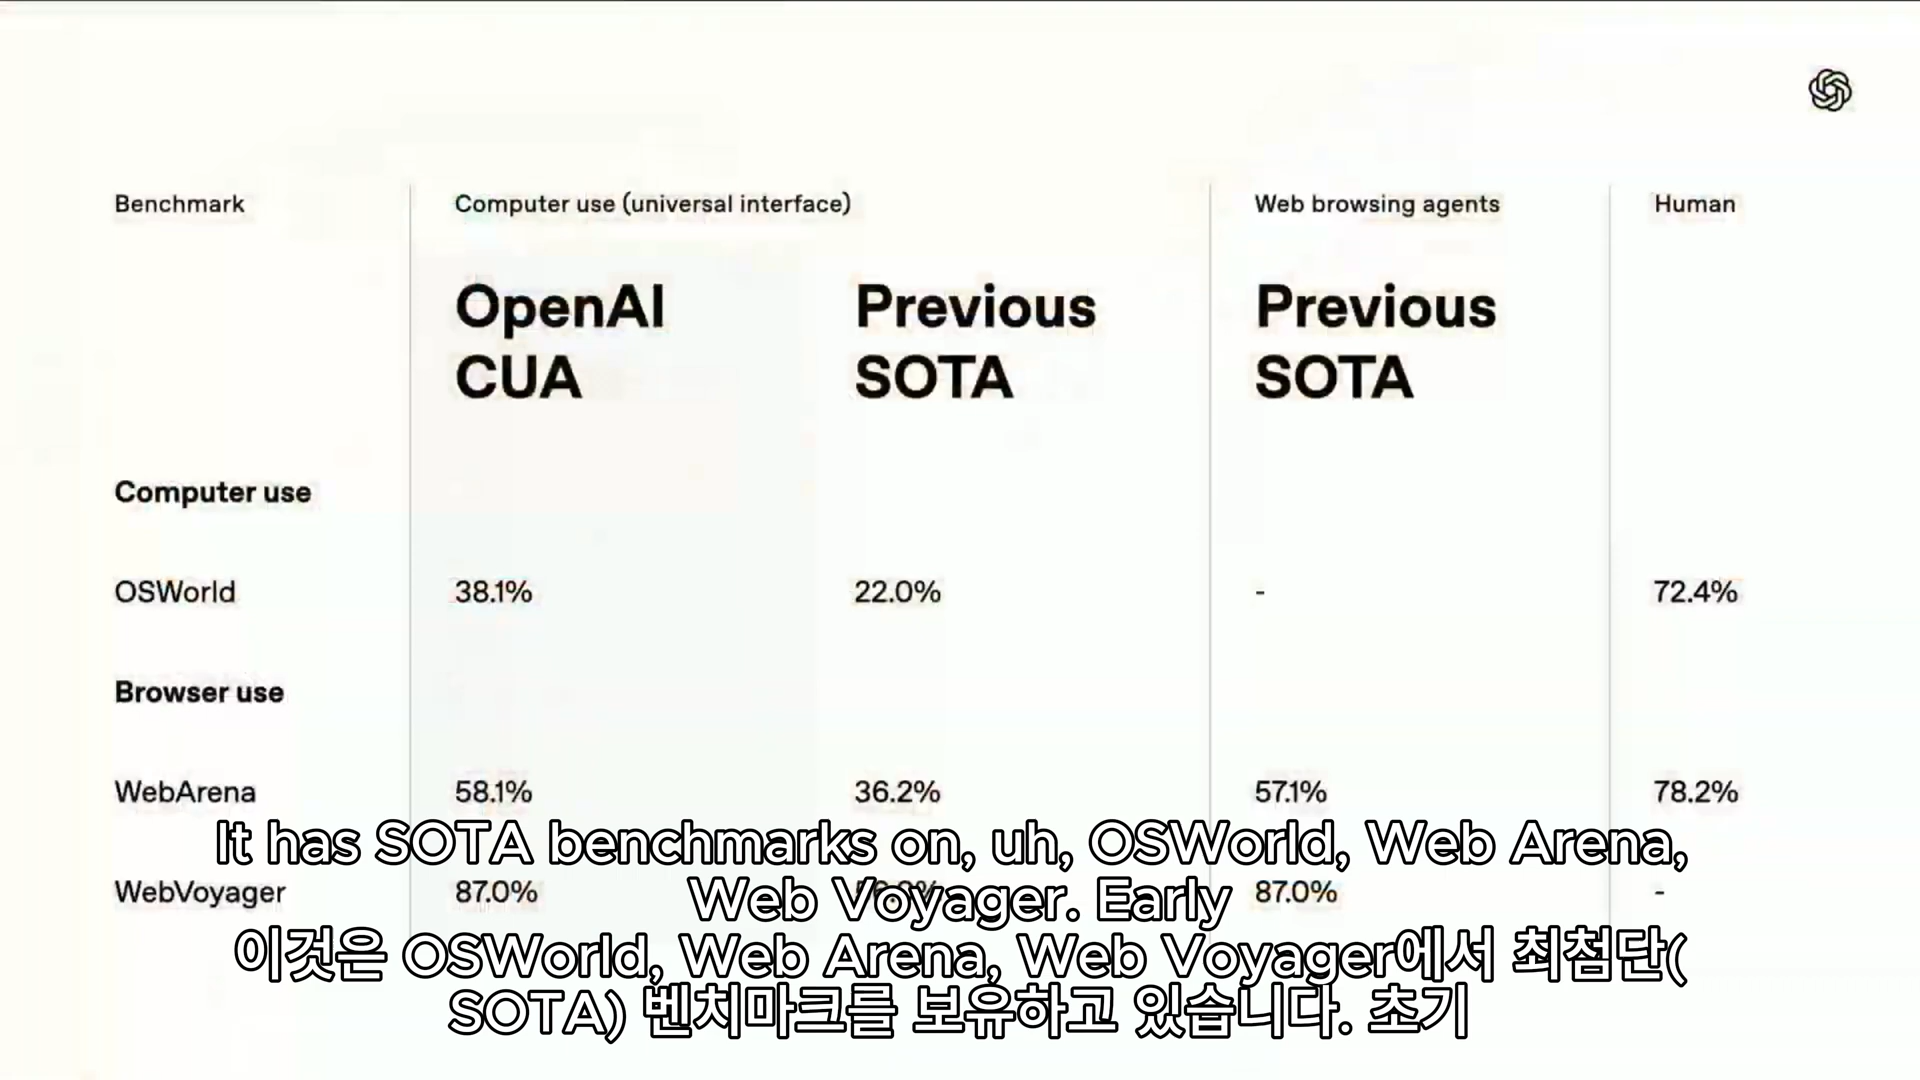 Benchmark Computer use (universal interface) Web browsing agents Human
OpenAI CUA Previous SOTA Previous SOTA
Computer use
OSWorld 38.1% 22.0% - 72.4%
Browser use
WebArena 58.1% 36.2% 57.1% 78.2%
WebVoyager 87.0% 87.0% -
It has SOTA benchmarks on, uh, OSWorld, Web Arena,
Web Voyager. Early
이것은 OSWorld, Web Arena, Web Voyager에서 최첨단(
SOTA) 벤치마크를 보유하고 있습니다. 초기